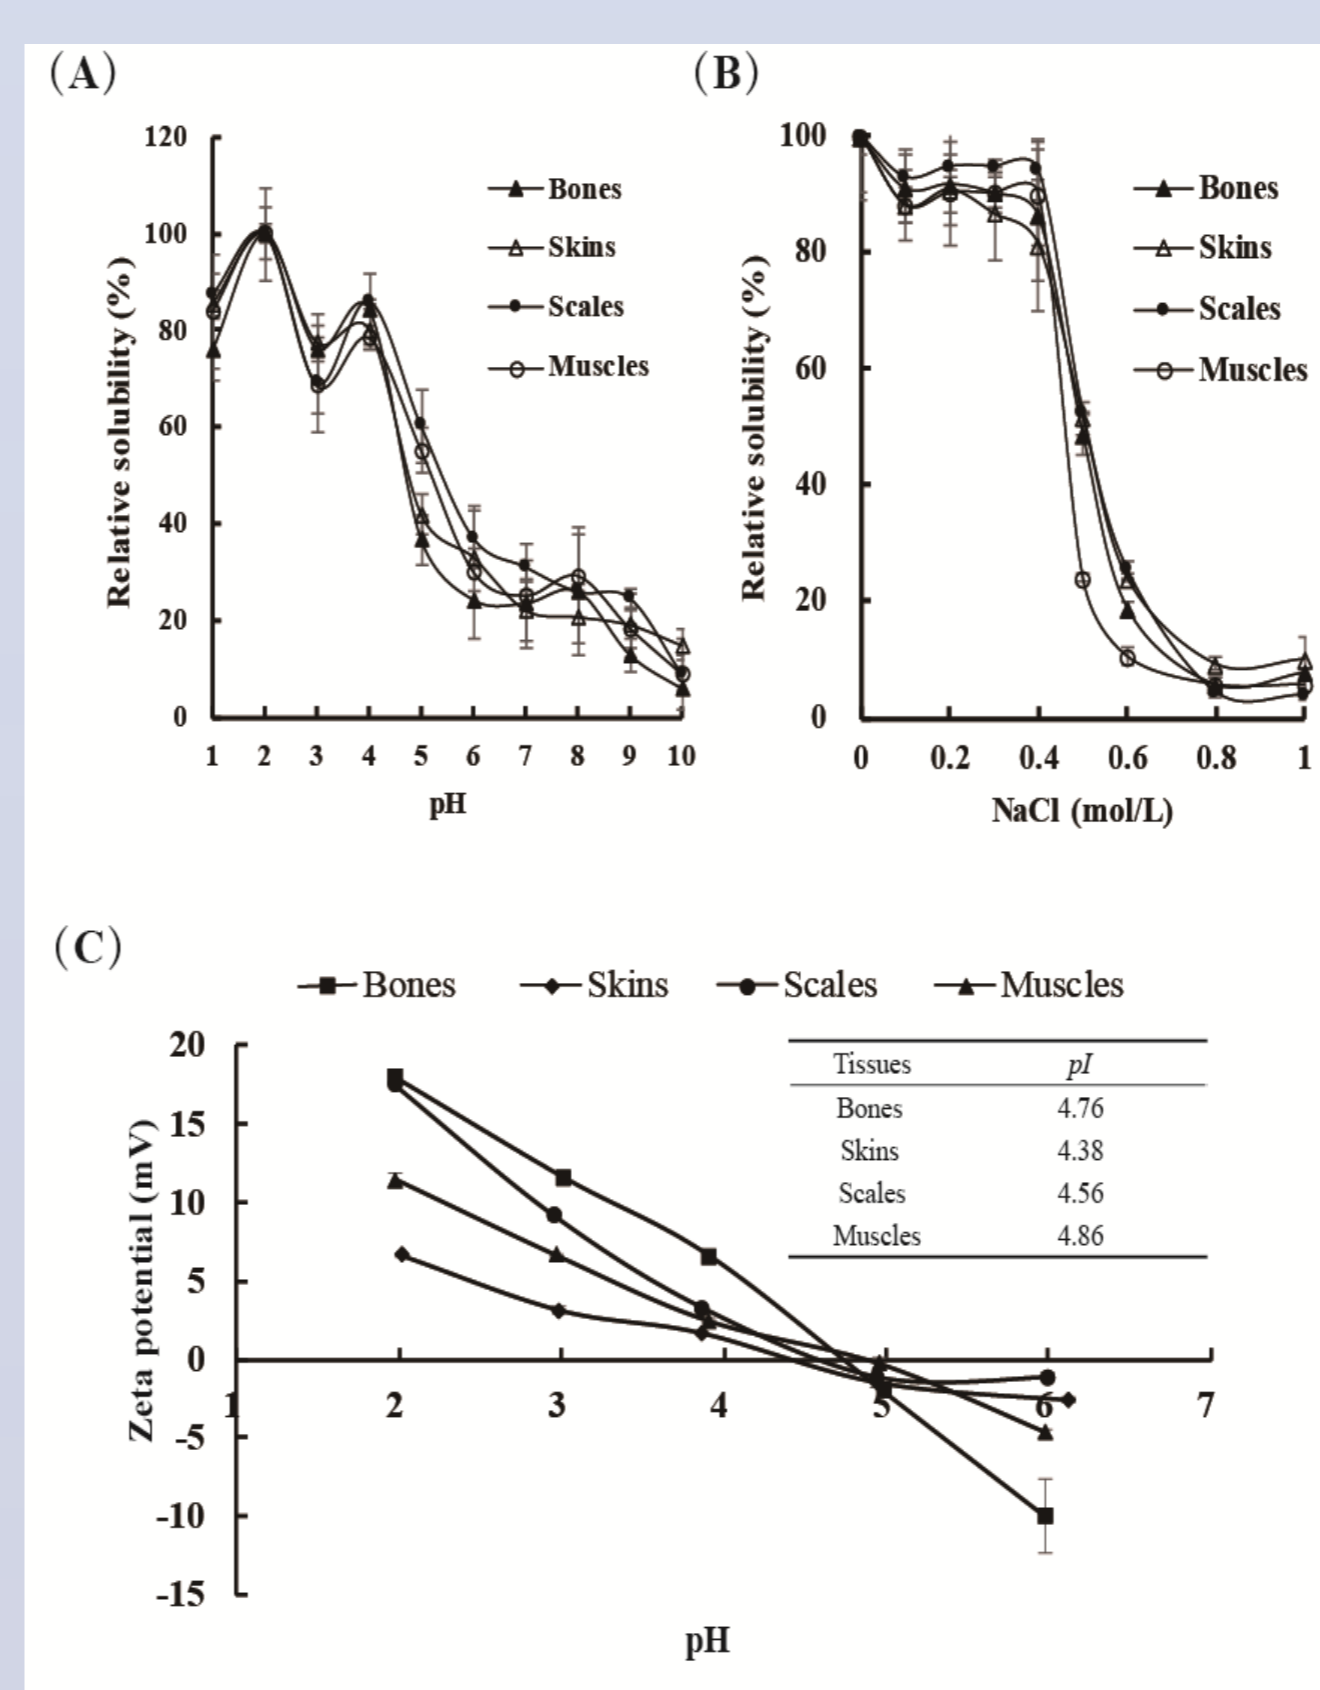 (A)
120
100
80
60
40
20
0
Relative solubility (%)
Bones
Skins
Scales
Muscles
1 2 3 4 5 6 7 8 9 10
pH
(B)
100
80
60
40
20
0
Relative solubility (%)
Bones
Skins
Scales
Muscles
0 0.2 0.4 0.6 0.8 1
NaCl (mol/L)
(C)
Bones Skins Scales Muscles
20
15
10
5
0
-5
-10
-15
Zeta potential (mV)
Tissues pI
Bones 4.76
Skins 4.38
Scales 4.56
Muscles 4.86
1 2 3 4 5 6 7
pH